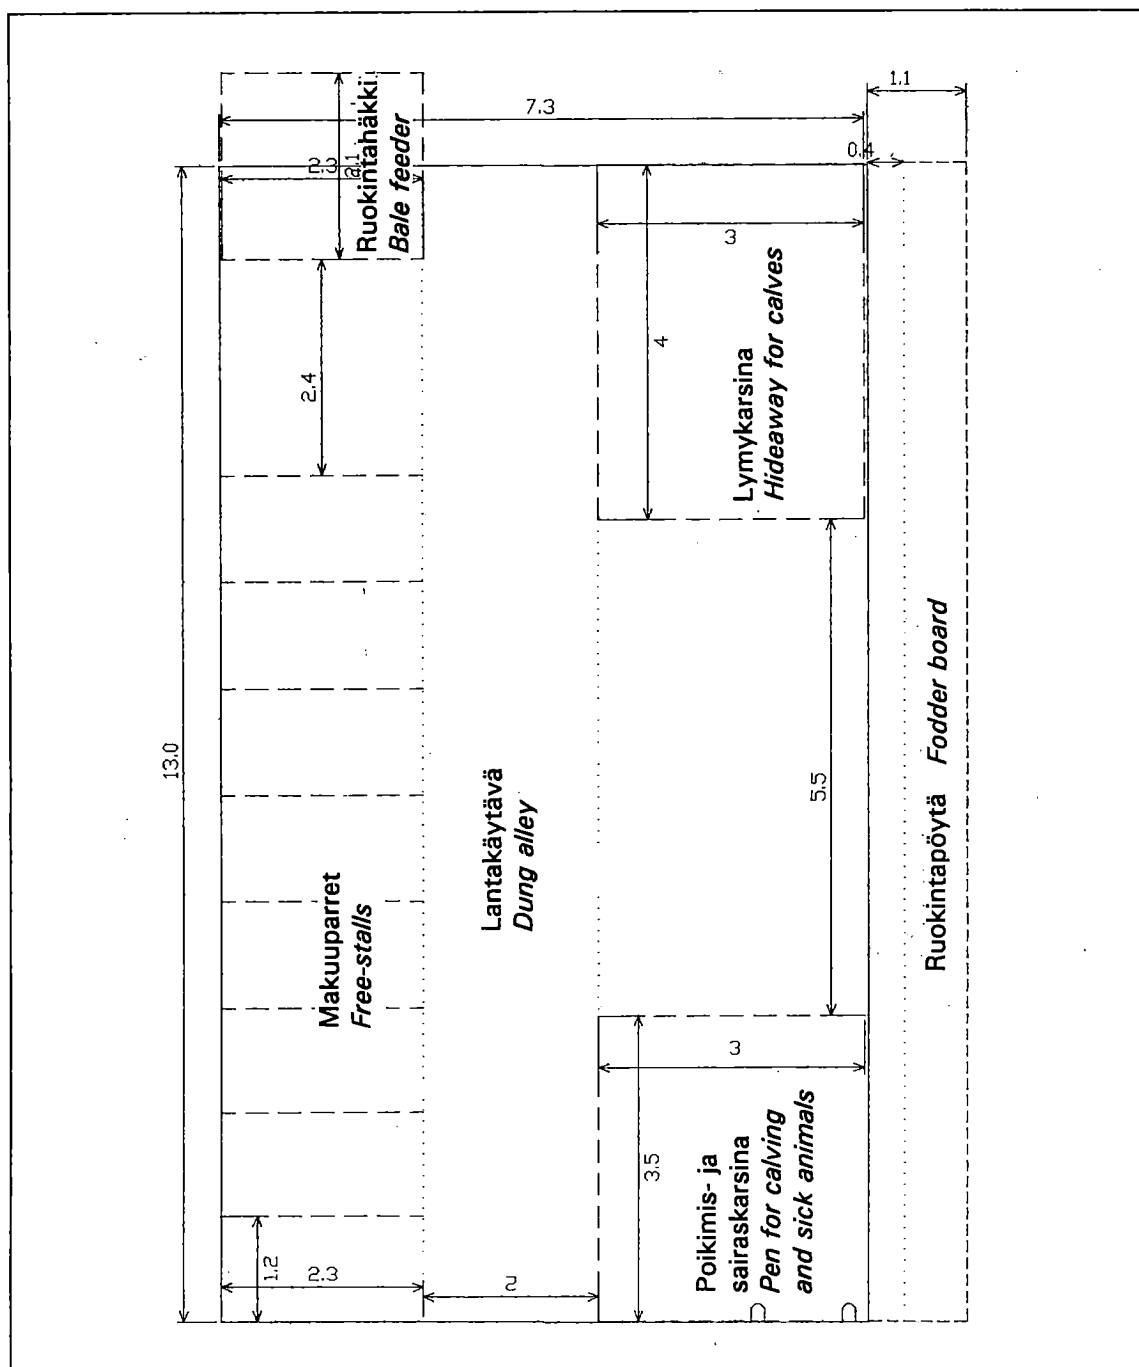 1.1
7.3
0.4
Ruokintahäkki
Bale feeder
2.3
2.1
3
4
Lymykarsina
Hideaway for calves
2.4
13.0
5.5
Makuuparret
Free-stalls
Lantakäytävä
Dung alley
Ruokintapöytä Fodder board
3
3.5
Poikimis- ja
sairaskarsina
Pen for calving
and sick animals
1.2
2.3
2